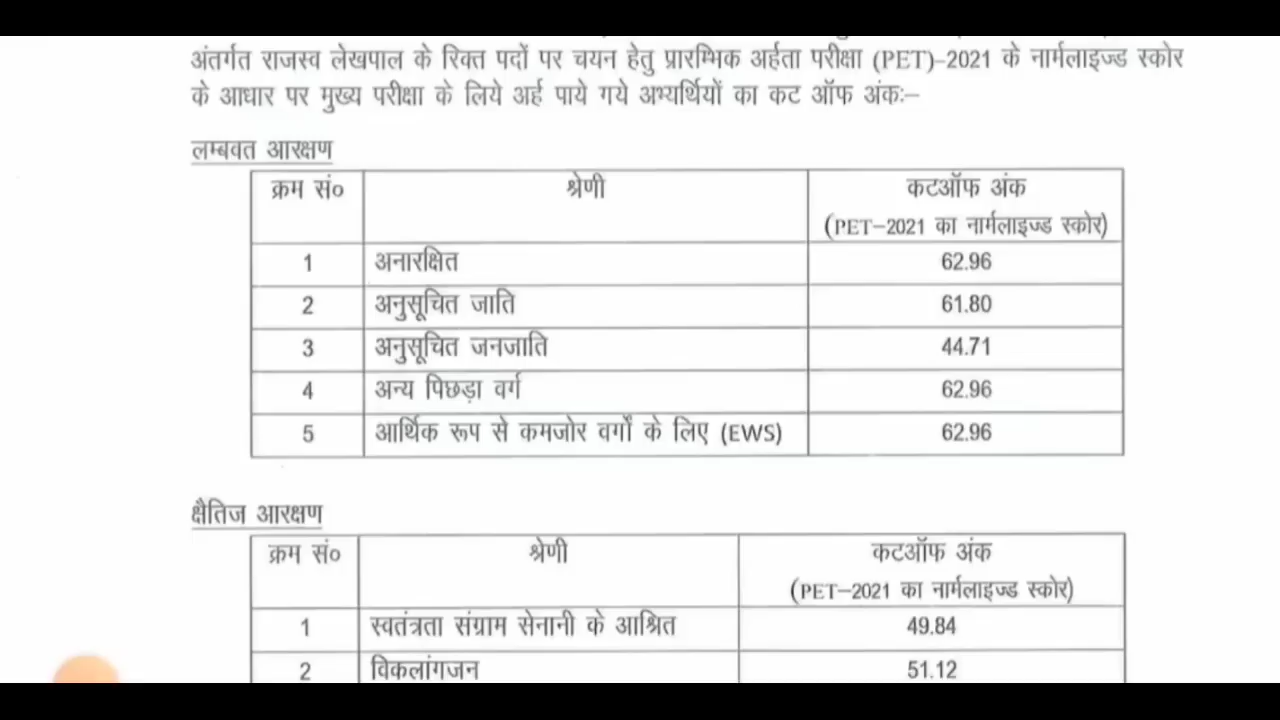 अंतर्गत राजस्व लेखपाल के रिक्त पदों पर चयन हेतु प्रारम्भिक अर्हता परीक्षा (PET)–2021 के नार्मलाइज्ड स्कोर
के आधार पर मुख्य परीक्षा के लिये अर्ह पाये गये अभ्यर्थियों का कट ऑफ अंकः–
लम्बवत आरक्षण
क्रम सं० श्रेणी कटऑफ अंक
(PET–2021 का नार्मलाइज्ड स्कोर)
1 अनारक्षित 62.96
2 अनुसूचित जाति 61.80
3 अनुसूचित जनजाति 44.71
4 अन्य पिछड़ा वर्ग 62.96
5 आर्थिक रूप से कमजोर वर्गों के लिए (EWS) 62.96
क्षैतिज आरक्षण
क्रम सं० श्रेणी कटऑफ अंक
(PET–2021 का नार्मलाइज्ड स्कोर)
1 स्वतंत्रता संग्राम सेनानी के आश्रित 49.84
2 विकलांगजन 51.12